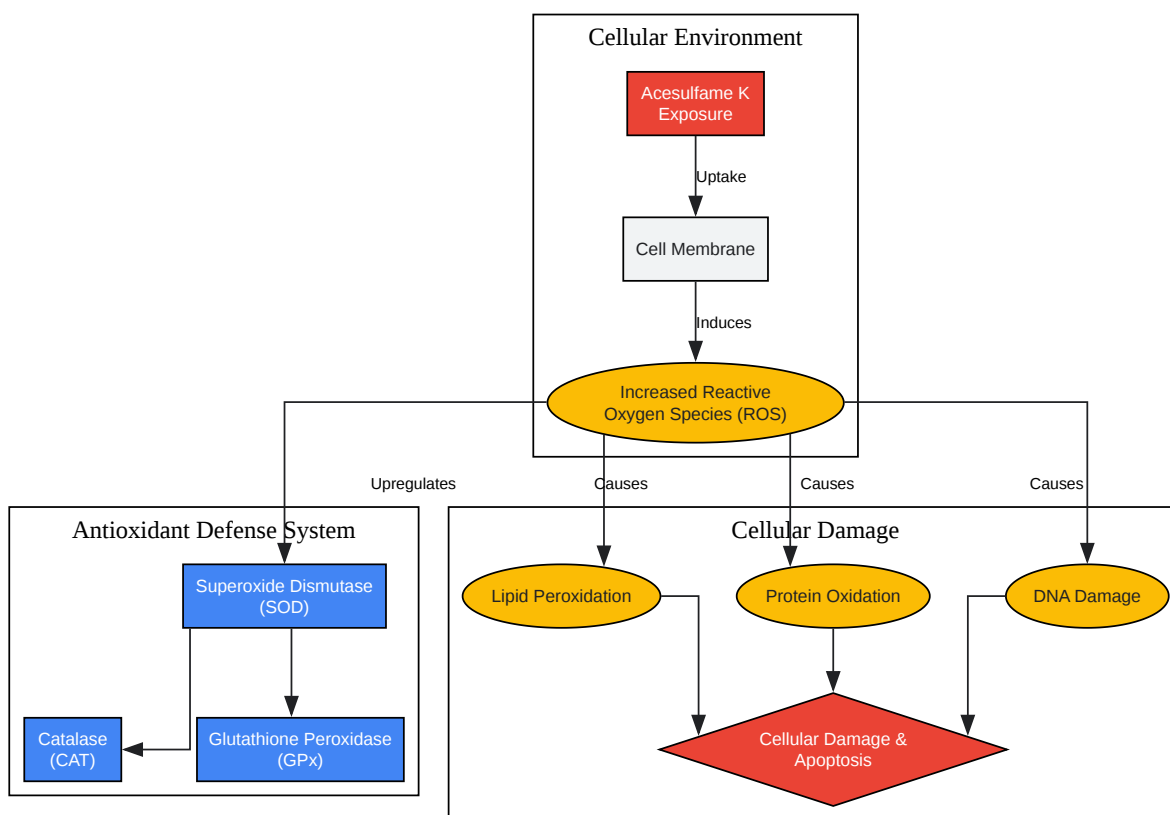 Cellular Environment
Acesulfame K
Exposure
Uptake
Cell Membrane
Induces
Increased Reactive
Oxygen Species (ROS)
Upregulates
Causes
Causes
Causes
Antioxidant Defense System
Cellular Damage
Superoxide Dismutase
(SOD)
Lipid Peroxidation
Protein Oxidation
DNA Damage
Catalase
(CAT)
Glutathione Peroxidase
(GPx)
Cellular Damage &
Apoptosis